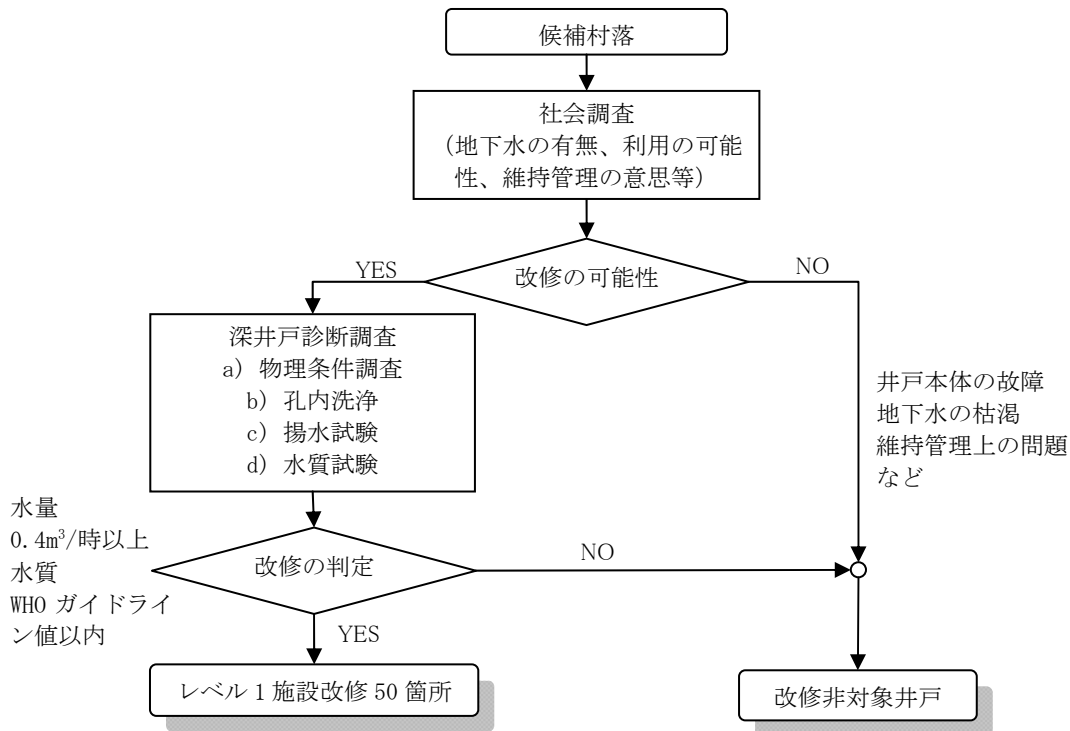 候補村落
社会調査
（地下水の有無、利用の可能
性、維持管理の意思等）
改修の可能性
YES
NO
深井戸診断調査
a) 物理条件調査
b) 孔内洗浄
c) 揚水試験
d) 水質試験
井戸本体の故障
地下水の枯渇
維持管理上の問題
など
水量
0.4m³/時以上
水質
WHO ガイドライ
ン値以内
改修の判定
NO
YES
レベル 1 施設改修 50 箇所
改修非対象井戸